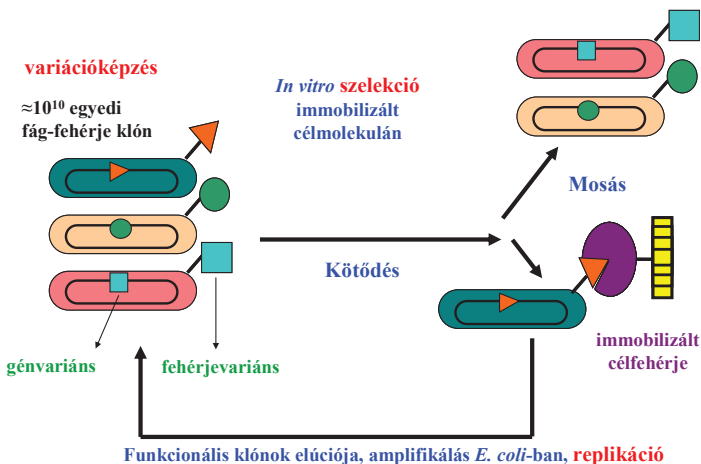 variációképzés
≈10¹⁰ egyedi
fág-fehérje klón
In vitro szelekció
immobilizált
célmolekulán
Mosás
Kötődés
génvariáns
fehérjevariáns
immobilizált
célfehérje
Funkcionális klónok elúciója, amplifikálás E. coli-ban, replikáció